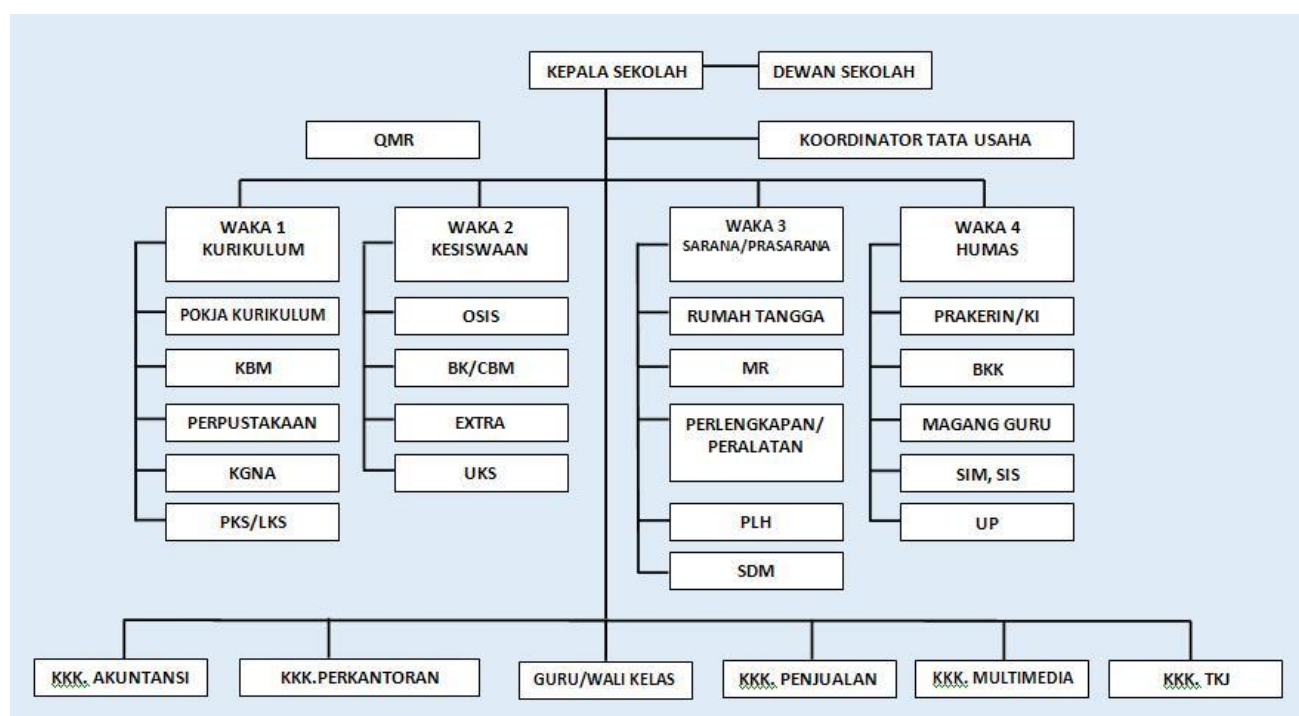 KEPALA SEKOLAH
DEWAN SEKOLAH
QMR
KOORDINATOR TATA USAHA
WAKA 1
KURIKULUM
POKJA KURIKULUM
KBM
PERPUSTAKAAN
KGNA
PKS/LKS
WAKA 2
KESISWAAN
OSIS
BK/CBM
EXTRA
UKS
WAKA 3
SARANA/PRASARANA
RUMAH TANGGA
MR
PERLENGKAPAN/
PERALATAN
PLH
SDM
WAKA 4
HUMAS
PRAKERIN/KI
BKK
MAGANG GURU
SIM, SIS
UP
KKK. AKUNTANSI
KKK.PERKANTORAN
GURU/WALI KELAS
KKK. PENJUALAN
KKK. MULTIMEDIA
KKK. TKJ